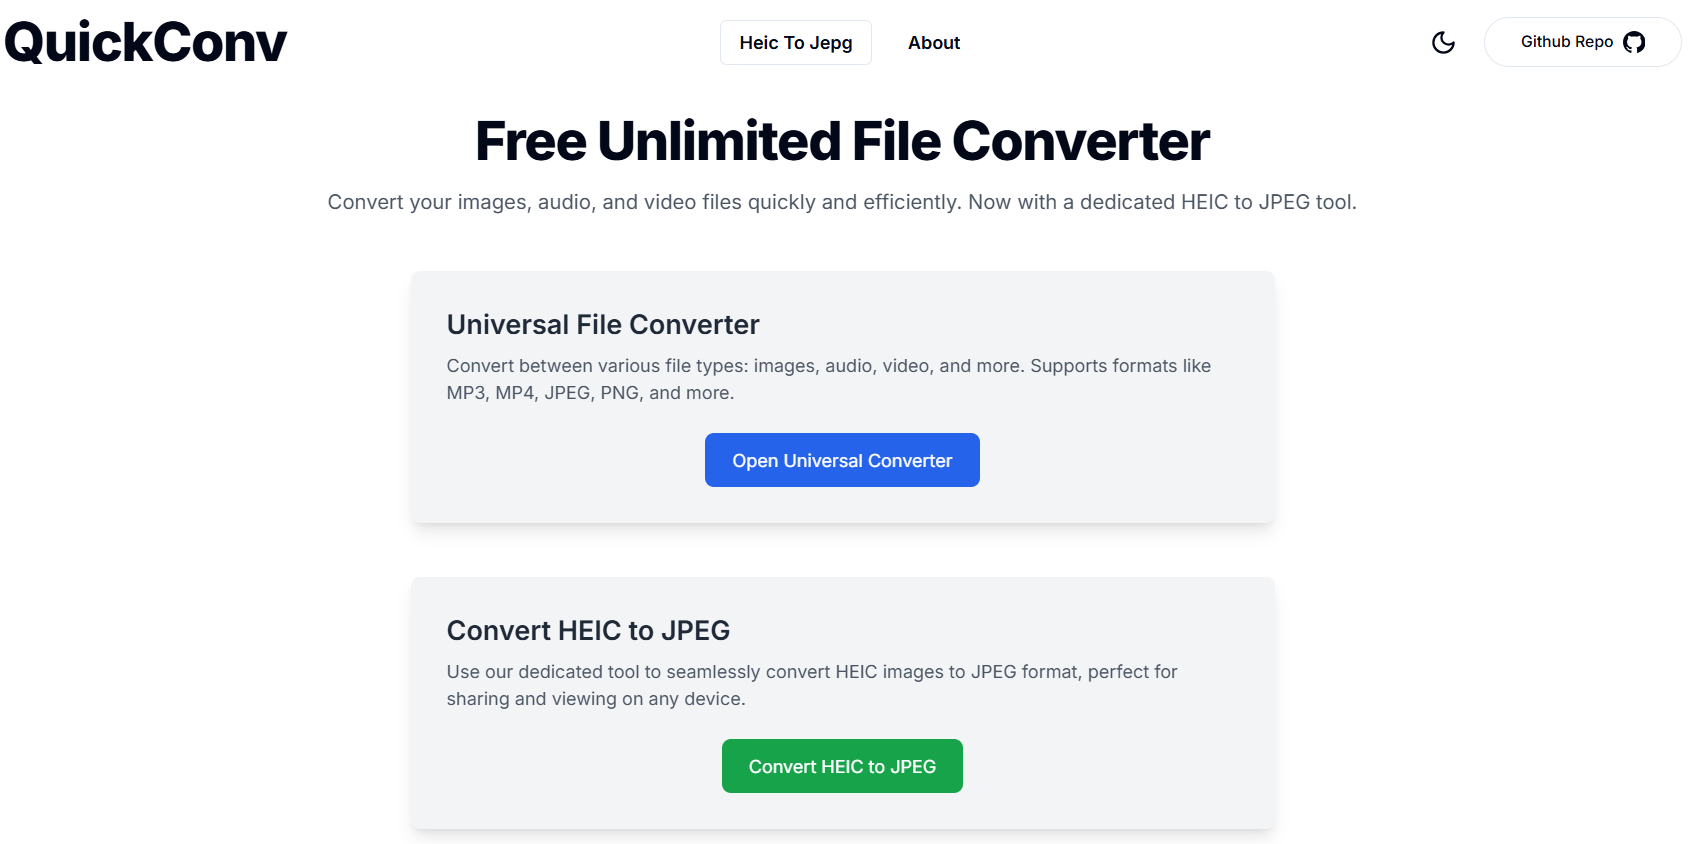 QuickConv
Heic To Jepg
About
Github Repo
Free Unlimited File Converter
Convert your images, audio, and video files quickly and efficiently. Now with a dedicated HEIC to JPEG tool.
Universal File Converter
Convert between various file types: images, audio, video, and more. Supports formats like
MP3, MP4, JPEG, PNG, and more.
Open Universal Converter
Convert HEIC to JPEG
Use our dedicated tool to seamlessly convert HEIC images to JPEG format, perfect for
sharing and viewing on any device.
Convert HEIC to JPEG